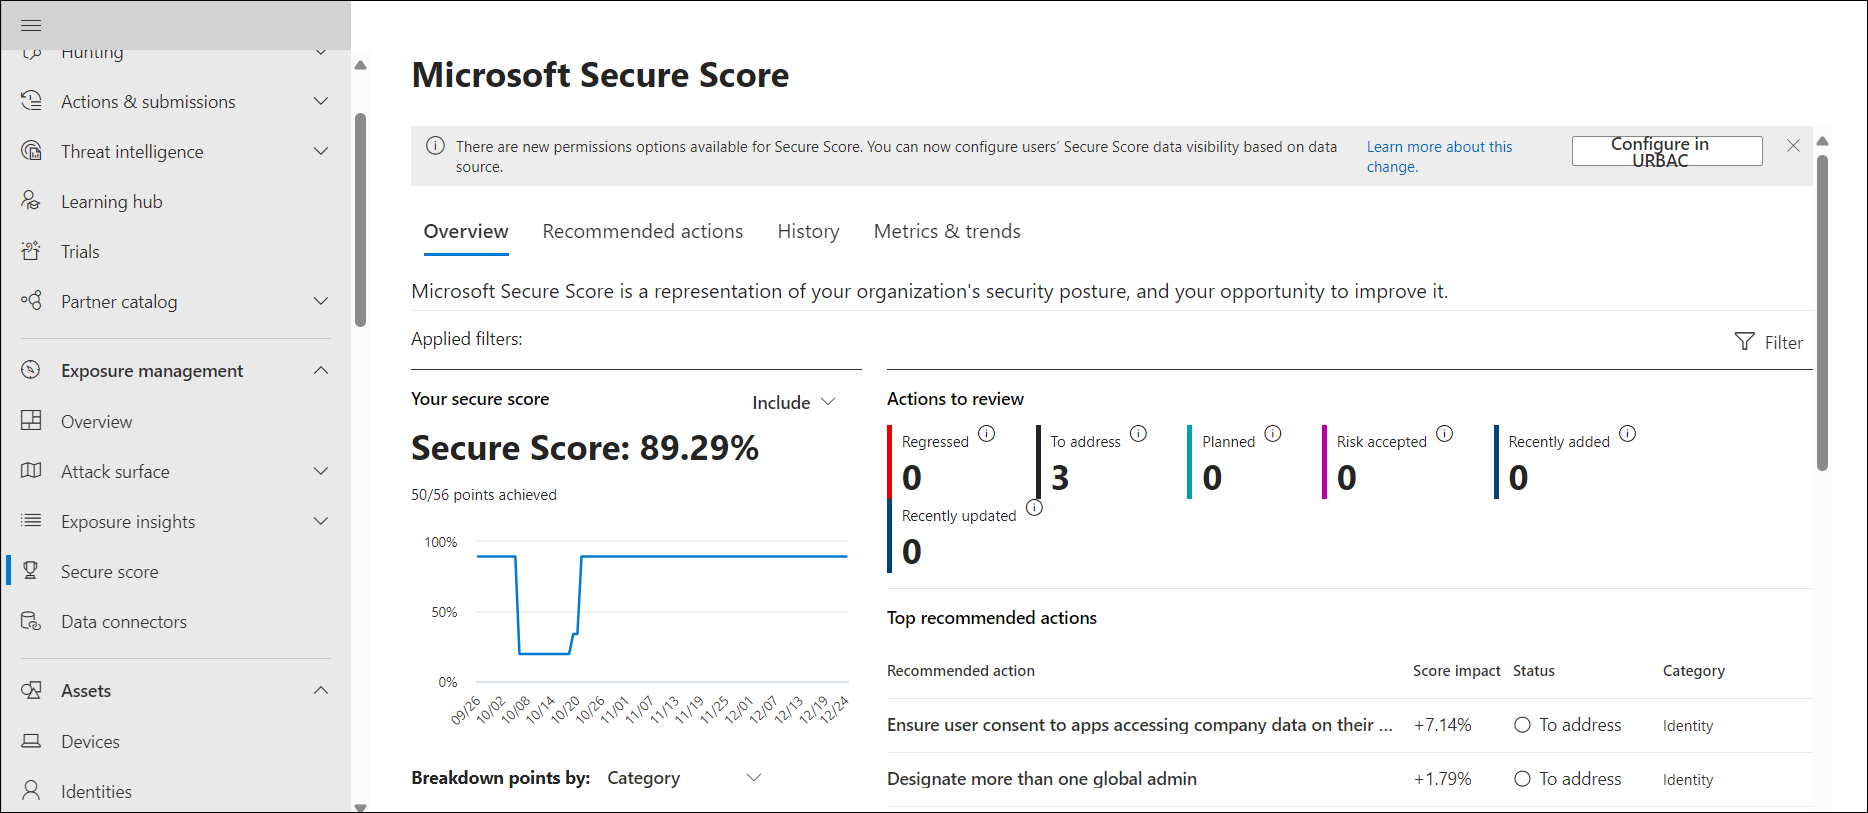 Hunting
Actions & submissions
Threat intelligence
Learning hub
Trials
Partner catalog
Exposure management
Overview
Attack surface
Exposure insights
Secure score
Data connectors
Assets
Devices
Identities
Microsoft Secure Score
There are new permissions options available for Secure Score. You can now configure users’ Secure Score data visibility based on data
source.
Learn more about this
change.
Configure in
URBAC
Overview
Recommended actions
History
Metrics & trends
Microsoft Secure Score is a representation of your organization's security posture, and your opportunity to improve it.
Applied filters:
Filter
Your secure score
Include
Secure Score: 89.29%
50/56 points achieved
100%
50%
0%
09/26
10/02
10/08
10/14
10/20
10/26
11/01
11/07
11/13
11/19
11/25
12/01
12/07
12/13
12/19
12/24
Breakdown points by:
Category
Actions to review
Regressed
0
To address
3
Planned
0
Risk accepted
0
Recently added
0
Recently updated
0
Top recommended actions
Recommended action
Score impact
Status
Category
Ensure user consent to apps accessing company data on their ...
+7.14%
To address
Identity
Designate more than one global admin
+1.79%
To address
Identity